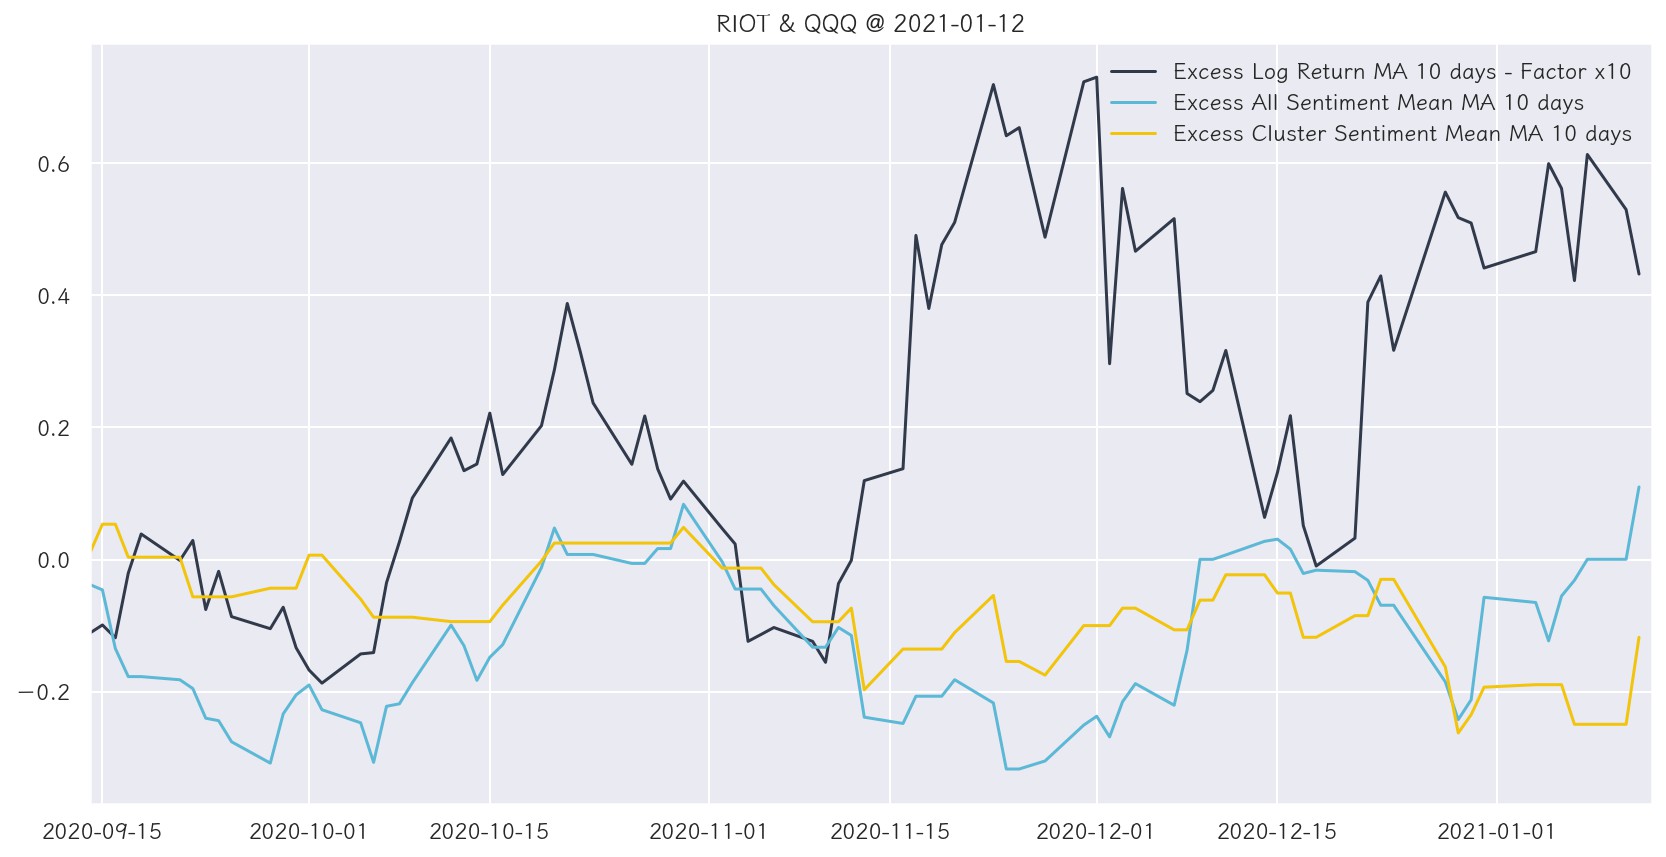 RIOT & QQQ @ 2021-01-12
Excess Log Return MA 10 days - Factor x10
Excess All Sentiment Mean MA 10 days
Excess Cluster Sentiment Mean MA 10 days
0.6
0.4
0.2
0.0
−0.2
2020-09-15 2020-10-01 2020-10-15 2020-11-01 2020-11-15 2020-12-01 2020-12-15 2021-01-01